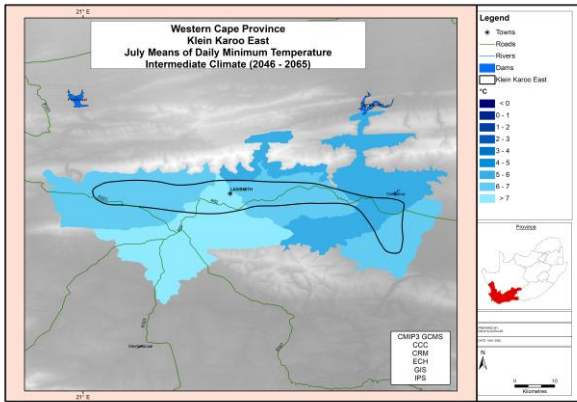 21° E
Western Cape Province
Klein Karoo East
July Means of Daily Minimum Temperature
Intermediate Climate (2046 - 2065)
LADISMITH
R323
CMIP3 GCMS
CCC
CRM
ECH
GIS
IPS
21° E
Legend
Towns
Roads
Rivers
Dams
Klein Karoo East
°C
< 0
0 - 1
1 - 2
2 - 3
3 - 4
4 - 5
5 - 6
6 - 7
> 7
Province
N
0
10
Kilometres